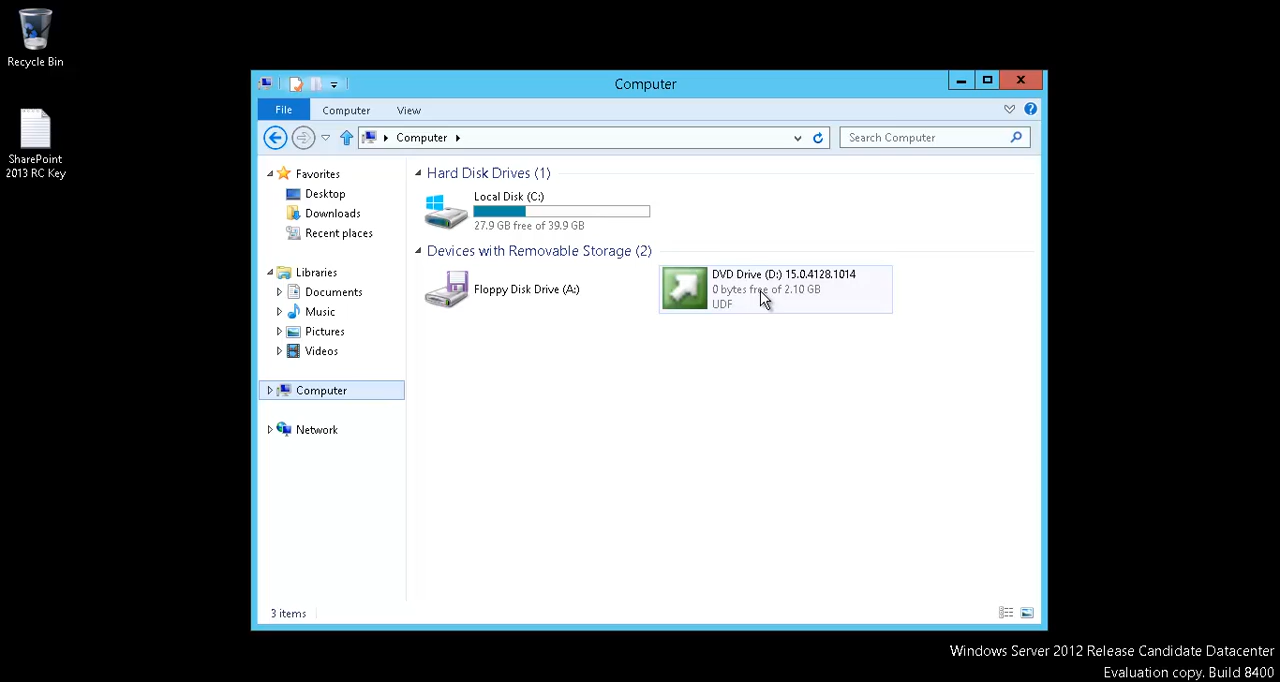 Recycle Bin
SharePoint
2013 RC Key
Computer
File
Computer
View
Computer
Search Computer
Favorites
Desktop
Downloads
Recent places
Libraries
Documents
Music
Pictures
Videos
Computer
Network
Hard Disk Drives (1)
Local Disk (C:)
27.9 GB free of 39.9 GB
Devices with Removable Storage (2)
Floppy Disk Drive (A:)
DVD Drive (D:) 15.0.4128.1014
0 bytes free of 2.10 GB
UDF
3 items
Windows Server 2012 Release Candidate Datacenter
Evaluation copy. Build 8400